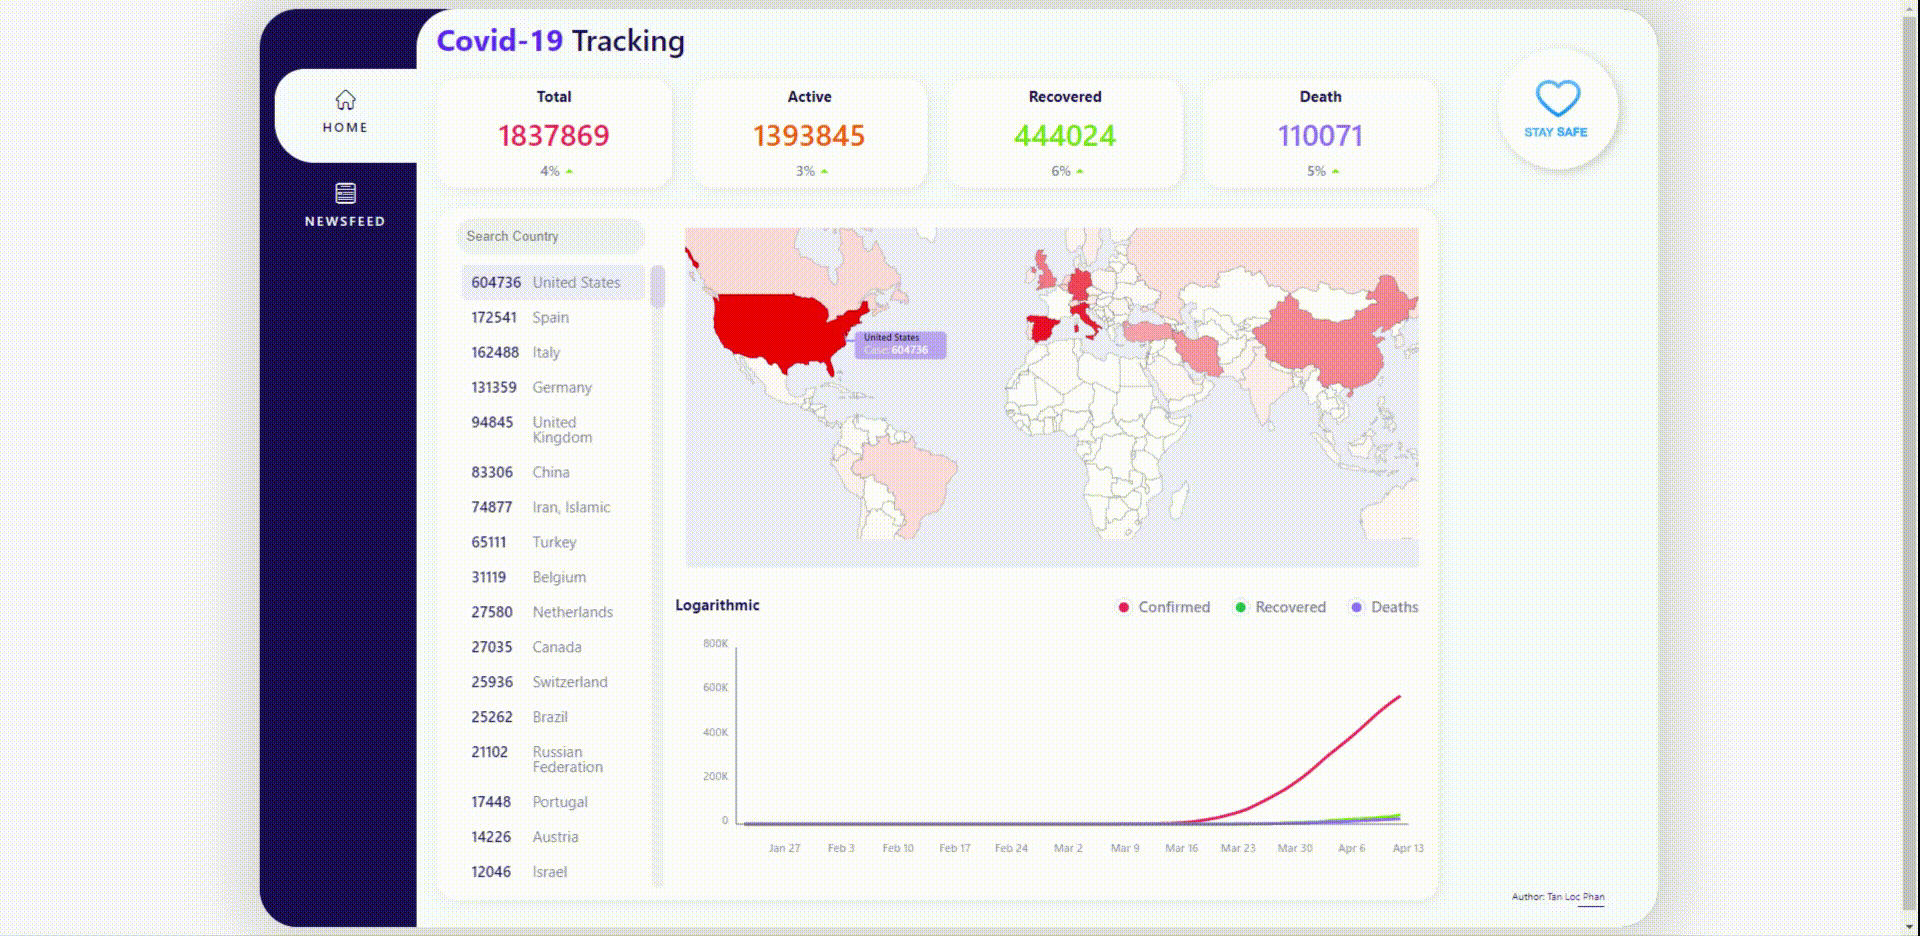 Covid-19 Tracking
HOME
NEWSFEED
Total
1837869
4%
Active
1393845
3%
Recovered
444024
6%
Death
110071
5%
STAY SAFE
Search Country
604736 United States
172541 Spain
162488 Italy
131359 Germany
94845 United
Kingdom
83306 China
74877 Iran, Islamic
65111 Turkey
31119 Belgium
27580 Netherlands
27035 Canada
25936 Switzerland
25262 Brazil
21102 Russian
Federation
17448 Portugal
14226 Austria
12046 Israel
United States
Case: 604736
Logarithmic
Confirmed Recovered Deaths
800K
600K
400K
200K
0
Jan 27 Feb 3 Feb 10 Feb 17 Feb 24 Mar 2 Mar 9 Mar 16 Mar 23 Mar 30 Apr 6 Apr 13
Author: Tan Loc Phan